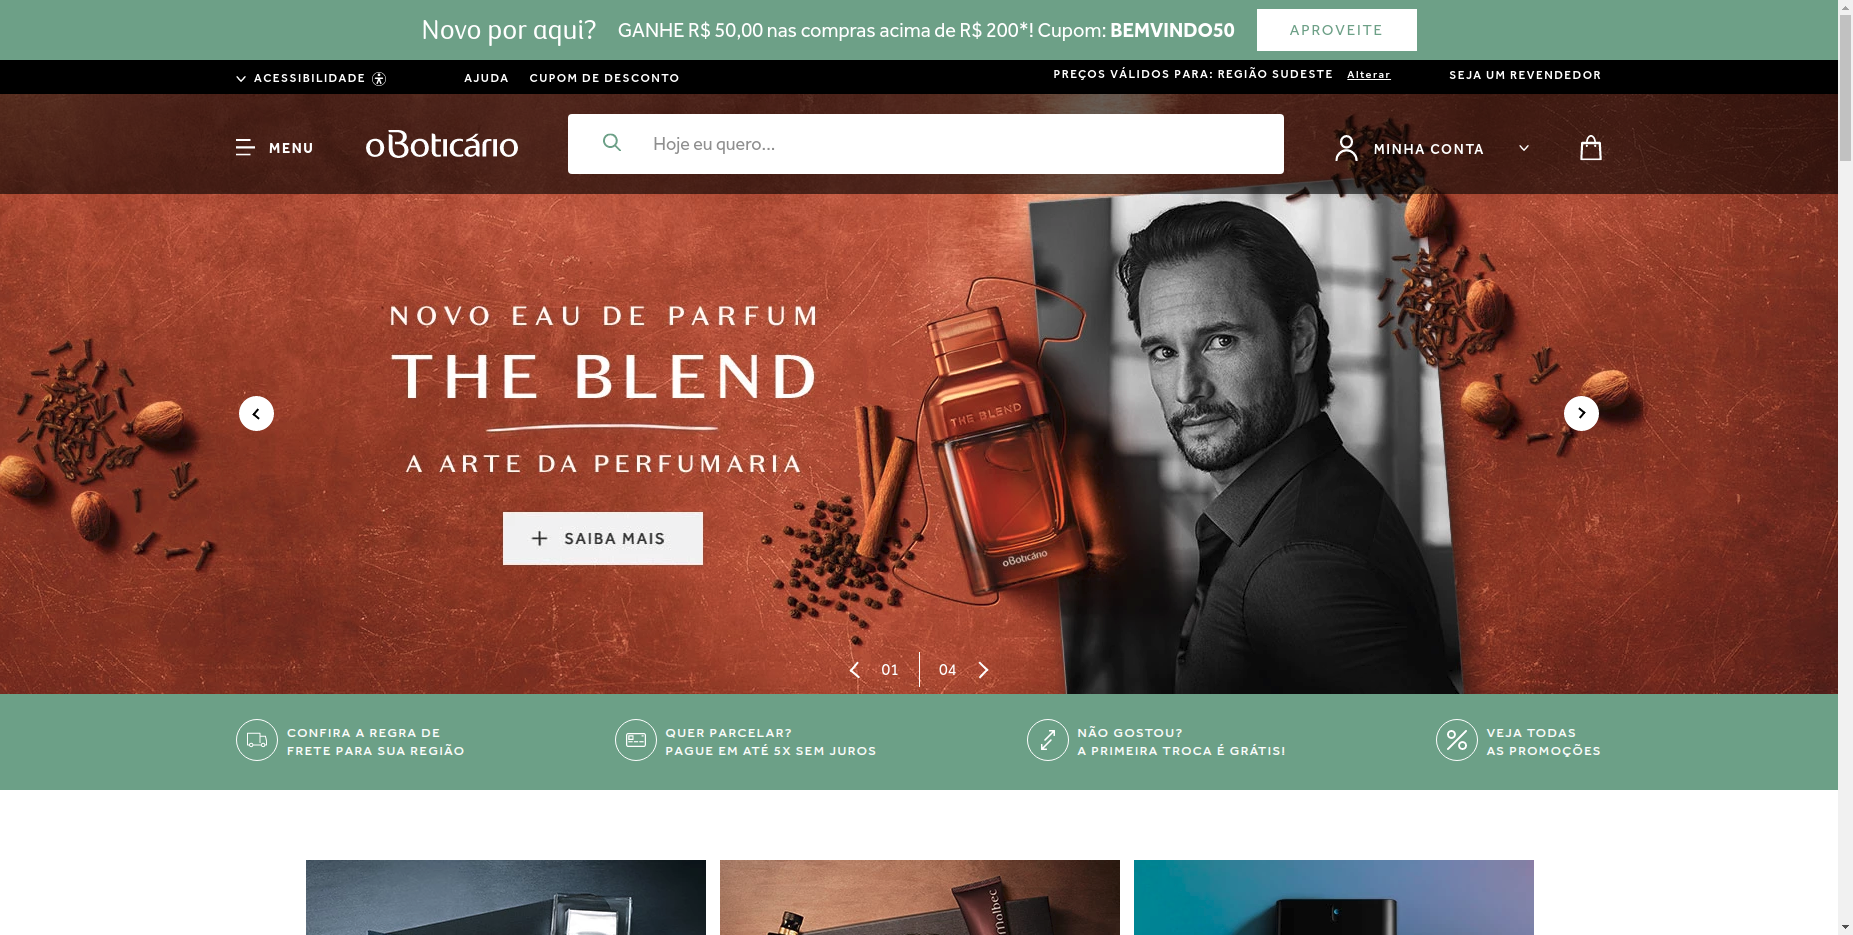 Novo por aqui? GANHE R$ 50,00 nas compras acima de R$ 200*! Cupom: BEMVINDO50 APROVEITE
ACESSIBILIDADE AJUDA CUPOM DE DESCONTO PREÇOS VÁLIDOS PARA: REGIÃO SUDESTE Alterar SEJA UM REVENDEDOR
MENU oBoticário Hoje eu quero... MINHA CONTA
NOVO EAU DE PARFUM
THE BLEND
A ARTE DA PERFUMARIA
+ SAIBA MAIS
THE BLEND
oBoticário
01 04
CONFIRA A REGRA DE
FRETE PARA SUA REGIÃO
QUER PARCELAR?
PAGUE EM ATÉ 5X SEM JUROS
NÃO GOSTOU?
A PRIMEIRA TROCA É GRÁTIS!
VEJA TODAS
AS PROMOÇÕES
malbec